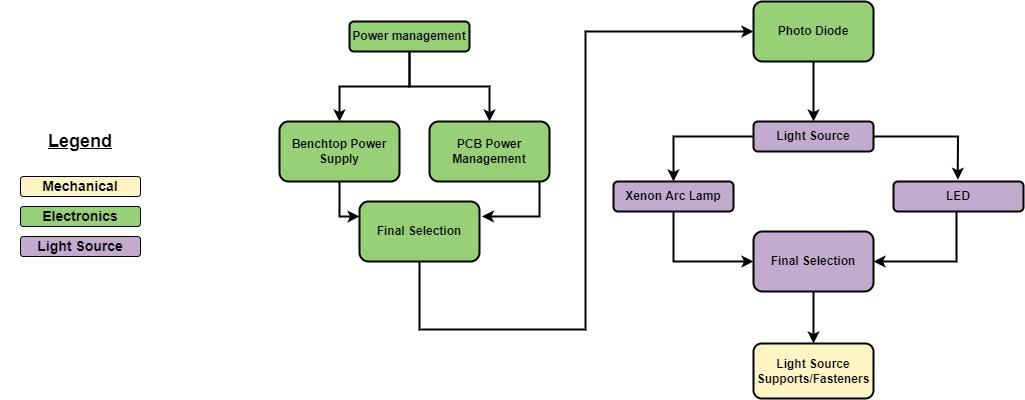 Legend
Mechanical
Electronics
Light Source
Power management
Benchtop Power
Supply
PCB Power
Management
Final Selection
Photo Diode
Light Source
Xenon Arc Lamp
LED
Final Selection
Light Source
Supports/Fasteners